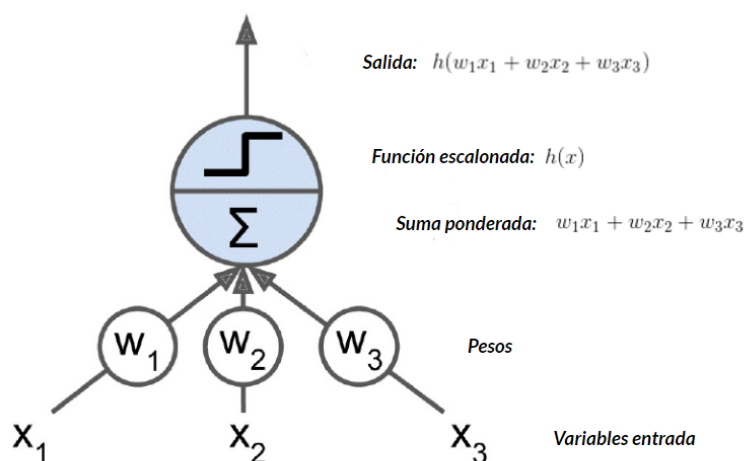 Salida: h(w₁x₁ + w₂x₂ + w₃x₃)
Función escalonada: h(x)
Σ
Suma ponderada: w₁x₁ + w₂x₂ + w₃x₃
W₁ W₂ W₃ Pesos
X₁ X₂ X₃ Variables entrada